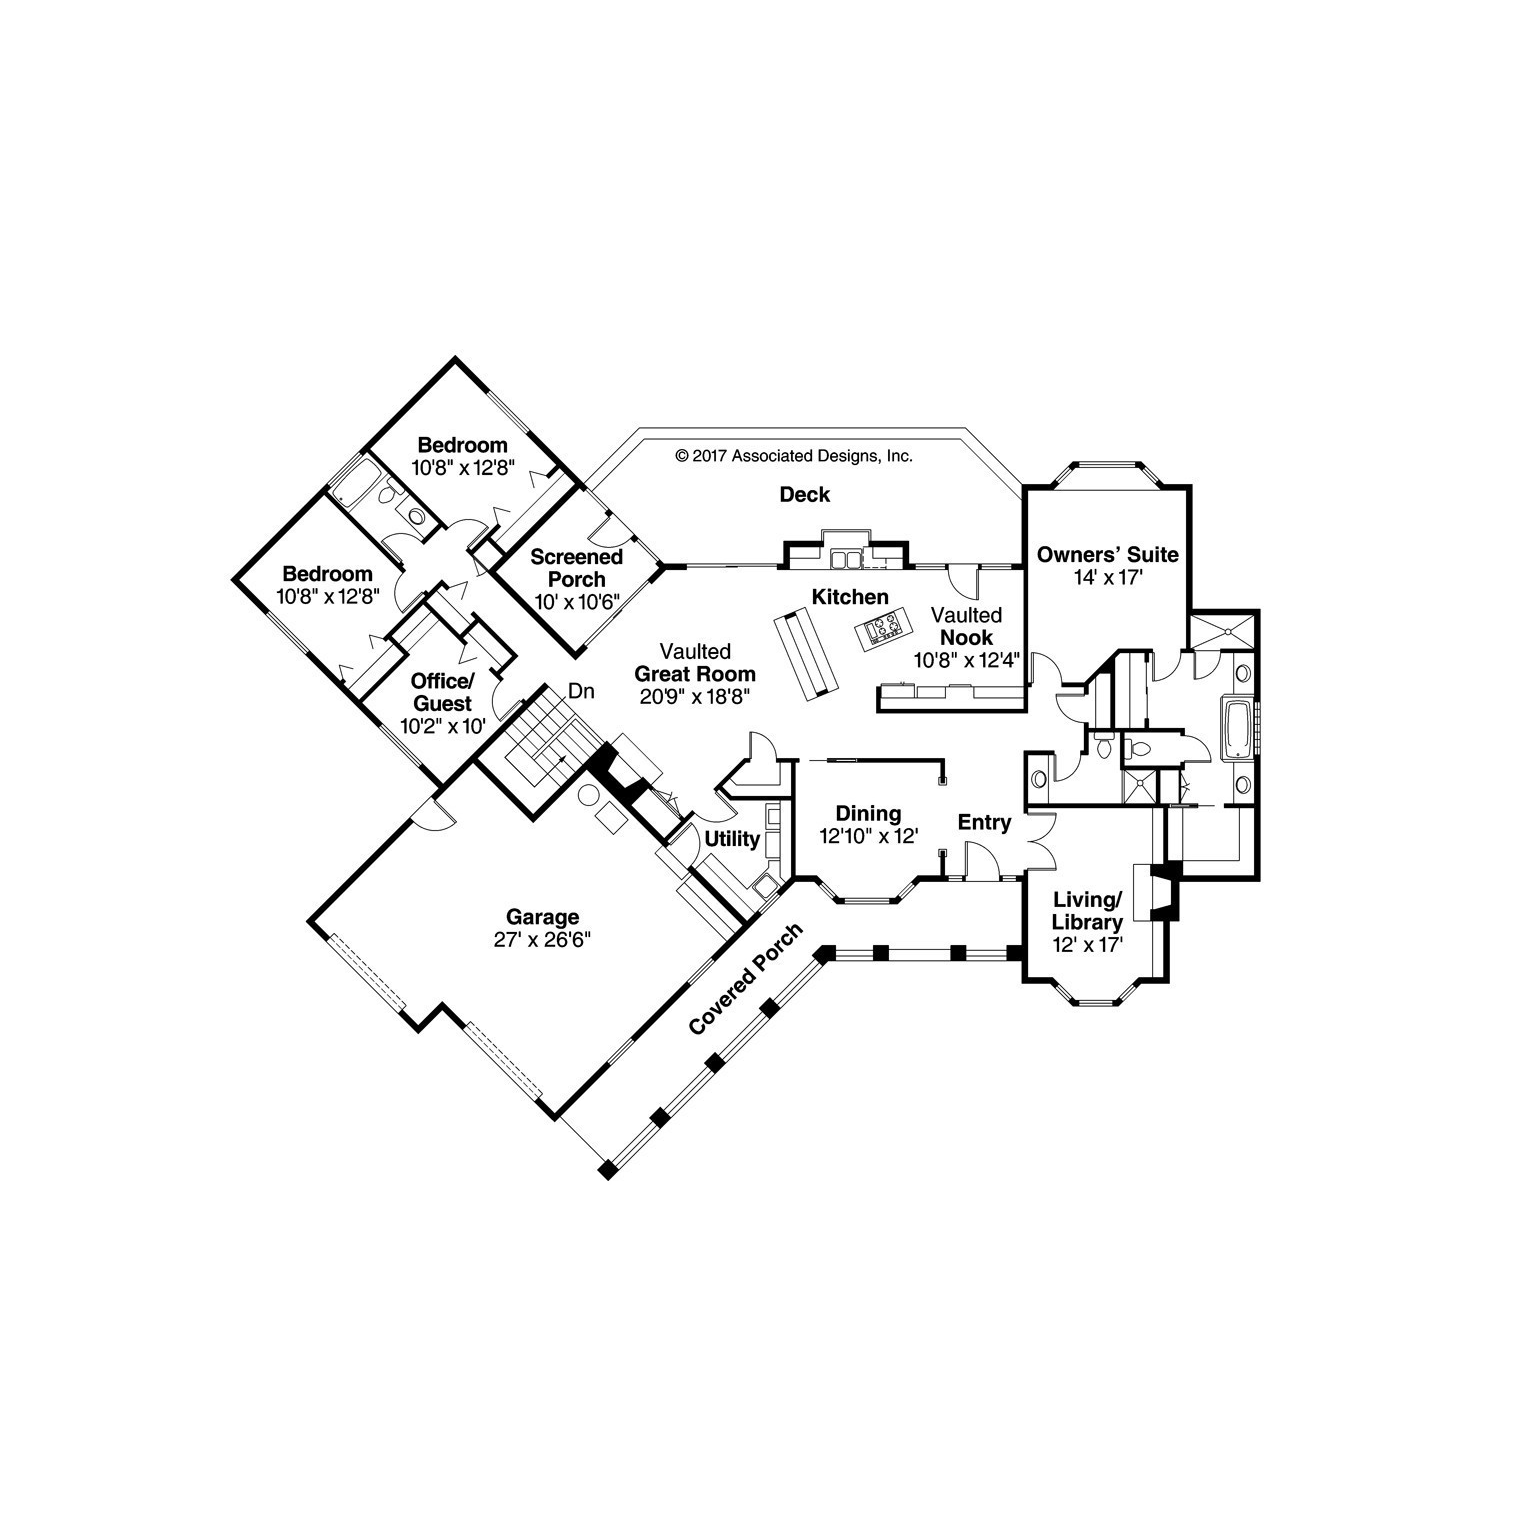 © 2017 Associated Designs, Inc.
Deck
Bedroom
10'8" x 12'8"
Bedroom
10'8" x 12'8"
Screened
Porch
10' x 10'6"
Office/
Guest
10'2" x 10'
Dn
Vaulted
Great Room
20'9" x 18'8"
Kitchen
Vaulted
Nook
10'8" x 12'4"
Owners' Suite
14' x 17'
Utility
Dining
12'10" x 12'
Entry
Living/
Library
12' x 17'
Garage
27' x 26'6"
Covered Porch